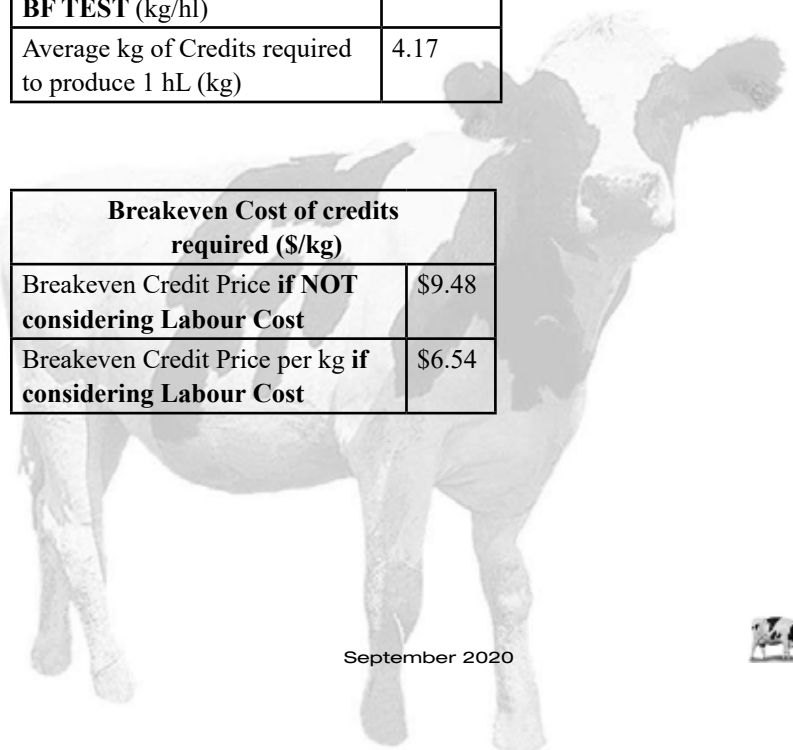 BF TEST (kg/hl)
Average kg of Credits required 4.17
to produce 1 hL (kg)
Breakeven Cost of credits
required ($/kg)
Breakeven Credit Price if NOT $9.48
considering Labour Cost
Breakeven Credit Price per kg if $6.54
considering Labour Cost
September 2020